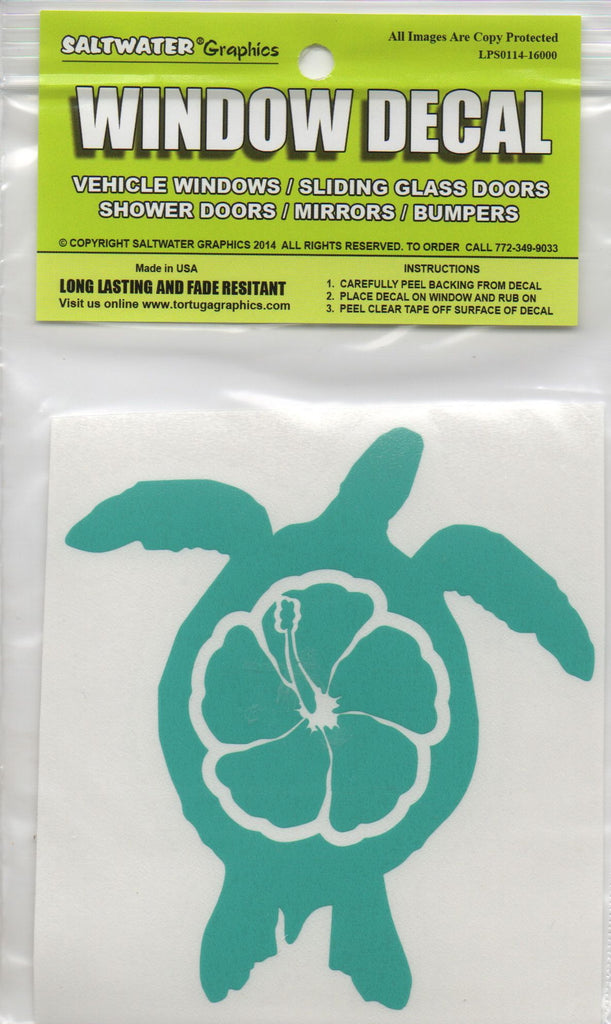 SALTWATER® Graphics
All Images Are Copy Protected
LPS0114-16000
WINDOW DECAL
VEHICLE WINDOWS / SLIDING GLASS DOORS
SHOWER DOORS / MIRRORS / BUMPERS
© COPYRIGHT SALTWATER GRAPHICS 2014 ALL RIGHTS RESERVED. TO ORDER CALL 772-349-9033
Made in USA
LONG LASTING AND FADE RESITANT
Visit us online www.tortugagraphics.com
INSTRUCTIONS
1. CAREFULLY PEEL BACKING FROM DECAL
2. PLACE DECAL ON WINDOW AND RUB ON
3. PEEL CLEAR TAPE OFF SURFACE OF DECAL